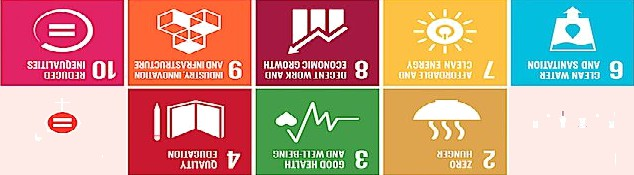 2 ZERO
HUNGER
3 GOOD HEALTH
AND WELL-BEING
4 QUALITY
EDUCATION
6 CLEAN WATER
AND SANITATION
7 AFFORDABLE AND
CLEAN ENERGY
8 DECENT WORK AND
ECONOMIC GROWTH
9 INDUSTRY, INNOVATION
AND INFRASTRUCTURE
10 REDUCED
INEQUALITIES